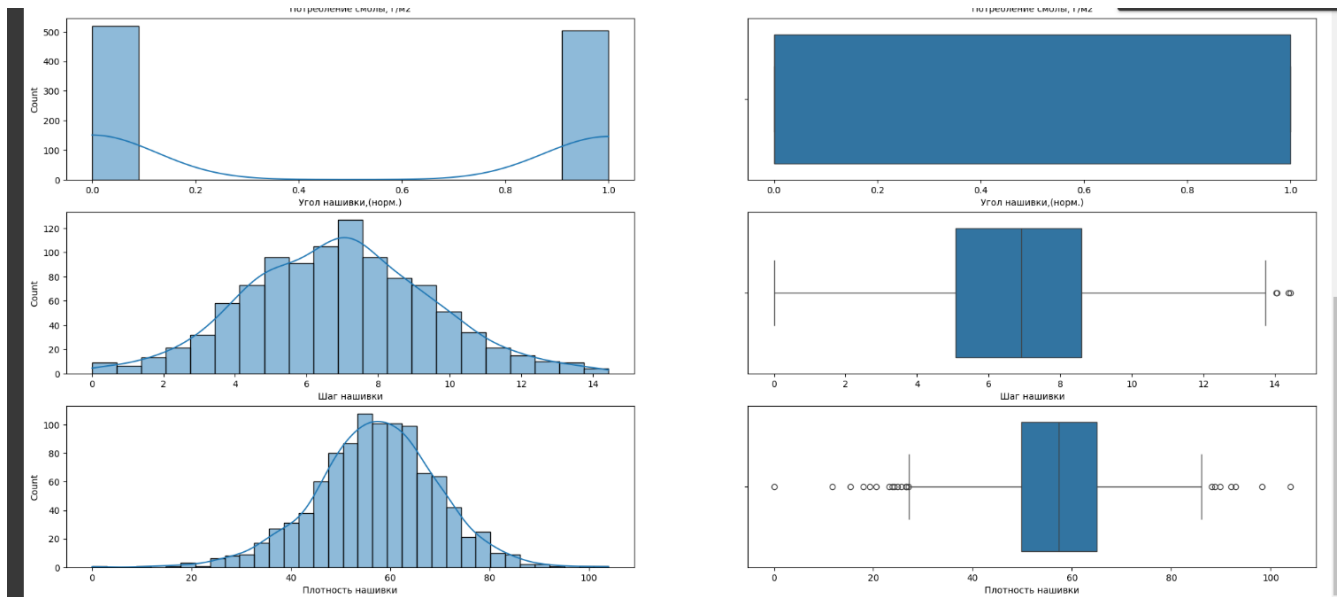 Потребление смолы, г/м2
Потребление смолы, г/м2
500
400
300
200
100
0
Count
0.0 0.2 0.4 0.6 0.8 1.0
Угол нашивки,(норм.)
0.0 0.2 0.4 0.6 0.8 1.0
Угол нашивки,(норм.)
120
100
80
60
40
20
0
Count
0 2 4 6 8 10 12 14
Шаг нашивки
0 2 4 6 8 10 12 14
Шаг нашивки
100
80
60
40
20
0
Count
0 20 40 60 80 100
Плотность нашивки
0 20 40 60 80 100
Плотность нашивки